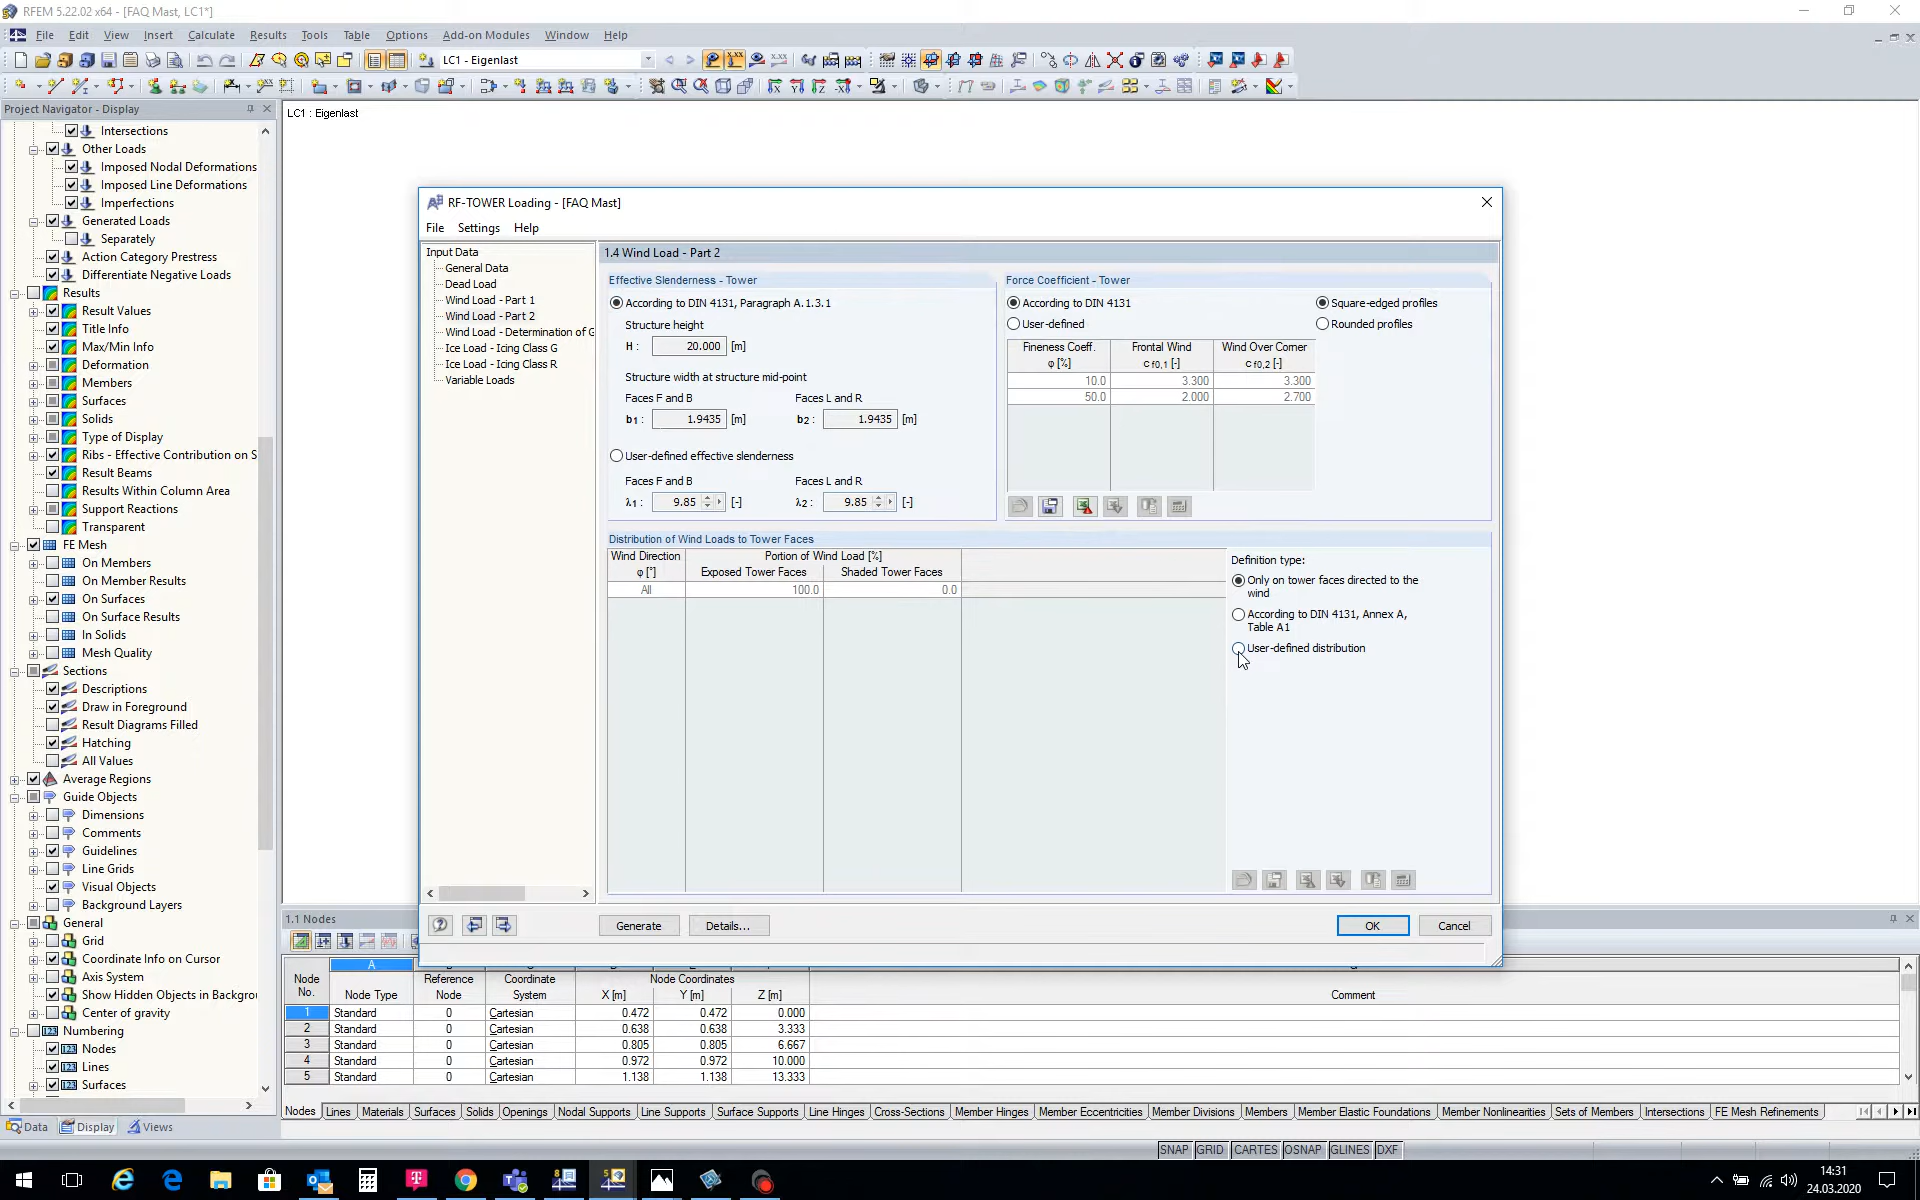 RFEM 5.22.02 x64 - [FAQ Mast, LC1*]
File Edit View Insert Calculate Results Tools Table Options Add-on Modules Window Help
LC1 - Eigenlast
Project Navigator - Display
LC1 : Eigenlast
Intersections
Other Loads
Imposed Nodal Deformations
Imposed Line Deformations
Imperfections
Generated Loads
Separately
Action Category Prestress
Differentiate Negative Loads
Results
Result Values
Title Info
Max/Min Info
Deformation
Members
Surfaces
Solids
Type of Display
Ribs - Effective Contribution on S
Result Beams
Results Within Column Area
Support Reactions
Transparent
FE Mesh
On Members
On Member Results
On Surfaces
On Surface Results
In Solids
Mesh Quality
Sections
Descriptions
Draw in Foreground
Result Diagrams Filled
Hatching
All Values
Average Regions
Guide Objects
Dimensions
Comments
Guidelines
Line Grids
Visual Objects
Background Layers
General
Grid
Coordinate Info on Cursor
Axis System
Show Hidden Objects in Backgrou
Center of gravity
Numbering
Nodes
Lines
Surfaces
Data Display Views
RF-TOWER Loading - [FAQ Mast]
File Settings Help
Input Data
General Data
Dead Load
Wind Load - Part 1
Wind Load - Part 2
Wind Load - Determination of G
Ice Load - Icing Class G
Ice Load - Icing Class R
Variable Loads
1.4 Wind Load - Part 2
Effective Slenderness - Tower
According to DIN 4131, Paragraph A.1.3.1
Structure height
H : 20.000 [m]
Structure width at structure mid-point
Faces F and B Faces L and R
b1 : 1.9435 [m] b2 : 1.9435 [m]
User-defined effective slenderness
Faces F and B Faces L and R
λ1 : 9.85 [-] λ2 : 9.85 [-]
Force Coefficient - Tower
According to DIN 4131 Square-edged profiles
User-defined Rounded profiles
Fineness Coeff. Frontal Wind Wind Over Corner
φ [%] c f0,1 [-] c f0,2 [-]
10.0 3.300 3.300
50.0 2.000 2.700
Distribution of Wind Loads to Tower Faces
Wind Direction Portion of Wind Load [%]
φ [°] Exposed Tower Faces Shaded Tower Faces
All 100.0 0.0
Definition type:
Only on tower faces directed to the
wind
According to DIN 4131, Annex A,
Table A1
User-defined distribution
Generate Details... OK Cancel
1.1 Nodes
A
Node Reference Coordinate Node Coordinates
No. Node Type Node System X [m] Y [m] Z [m] Comment
1 Standard 0 Cartesian 0.472 0.472 0.000
2 Standard 0 Cartesian 0.638 0.638 3.333
3 Standard 0 Cartesian 0.805 0.805 6.667
4 Standard 0 Cartesian 0.972 0.972 10.000
5 Standard 0 Cartesian 1.138 1.138 13.333
Nodes Lines Materials Surfaces Solids Openings Nodal Supports Line Supports Surface Supports Line Hinges Cross-Sections Member Hinges Member Eccentricities Member Divisions Members Member Elastic Foundations Member Nonlinearities Sets of Members Intersections FE Mesh Refinements
SNAP GRID CARTES OSNAP GLINES DXF
14:31
24.03.2020